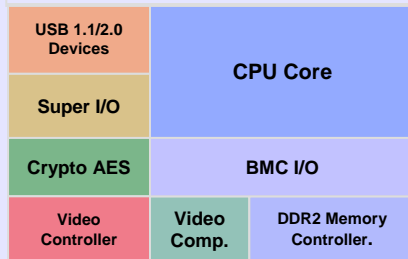 USB 1.1/2.0
Devices
CPU Core
Super I/O
Crypto AES
BMC I/O
Video
Controller
Video
Comp.
DDR2 Memory
Controller.